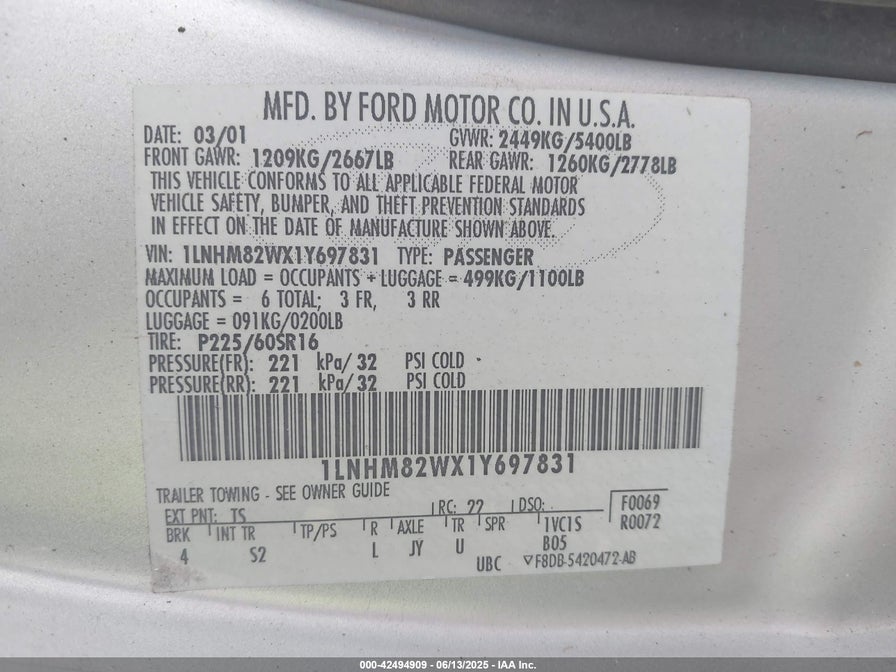 MFD. BY FORD MOTOR CO. IN U.S.A.
DATE: 03/01 GVWR: 2449KG/5400LB
FRONT GAWR: 1209KG/2667LB REAR GAWR: 1260KG/2778LB
THIS VEHICLE CONFORMS TO ALL APPLICABLE FEDERAL MOTOR
VEHICLE SAFETY, BUMPER, AND THEFT PREVENTION STANDARDS
IN EFFECT ON THE DATE OF MANUFACTURE SHOWN ABOVE.
VIN: 1LNHM82WX1Y697831 TYPE: PASSENGER
MAXIMUM LOAD = OCCUPANTS + LUGGAGE = 499KG/1100LB
OCCUPANTS = 6 TOTAL; 3 FR, 3 RR
LUGGAGE = 091KG/0200LB
TIRE: P225/60SR16
PRESSURE(FR): 221 kPa/32 PSI COLD
PRESSURE(RR): 221 kPa/32 PSI COLD
1LNHM82WX1Y697831
TRAILER TOWING - SEE OWNER GUIDE
EXT PNT: TS RC: 22 DSO: F0069
BRK INT TR TP/PS R AXLE TR SPR 1VC1S R0072
4 S2 L JY U B05
UBC F8DB-5420472-AB
000-42494909 - 06/13/2025 - IAA Inc.